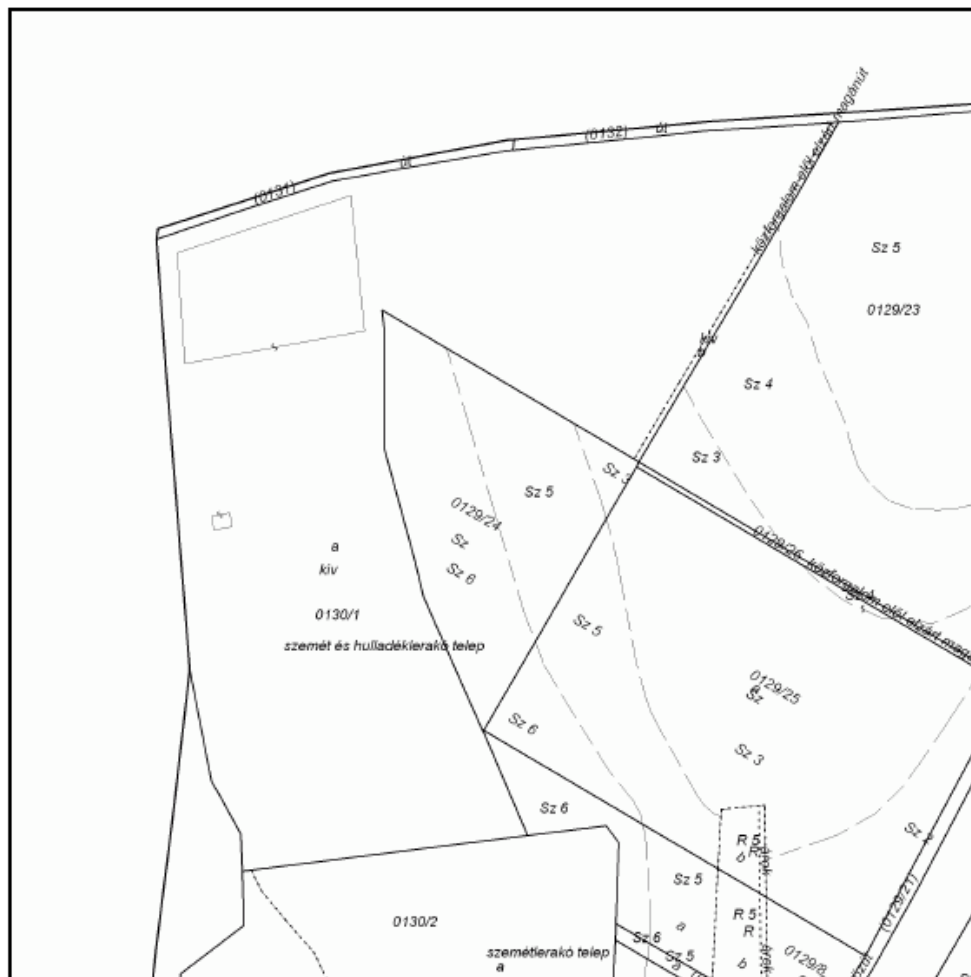 közforgalom elől elzárt magánút
(0132)
út
út
(0131)
Sz 5
0129/23
Kiv
Sz 4
Sz 3
Sz 3
Sz 5
0129/24
Sz
Sz 6
0129/26 közforgalom elől elzárt
a
kiv
0130/1
szemét és hulladéklerakó telep
Sz 5
0129/25
a
Sz
Sz 6
Sz 3
Sz 6
R 5
R
b
árok
Sz 5
(0129/21)
0130/2
R 5
R
b
árok
a
Sz 6
Sz 5
szemétlerakó telep
a